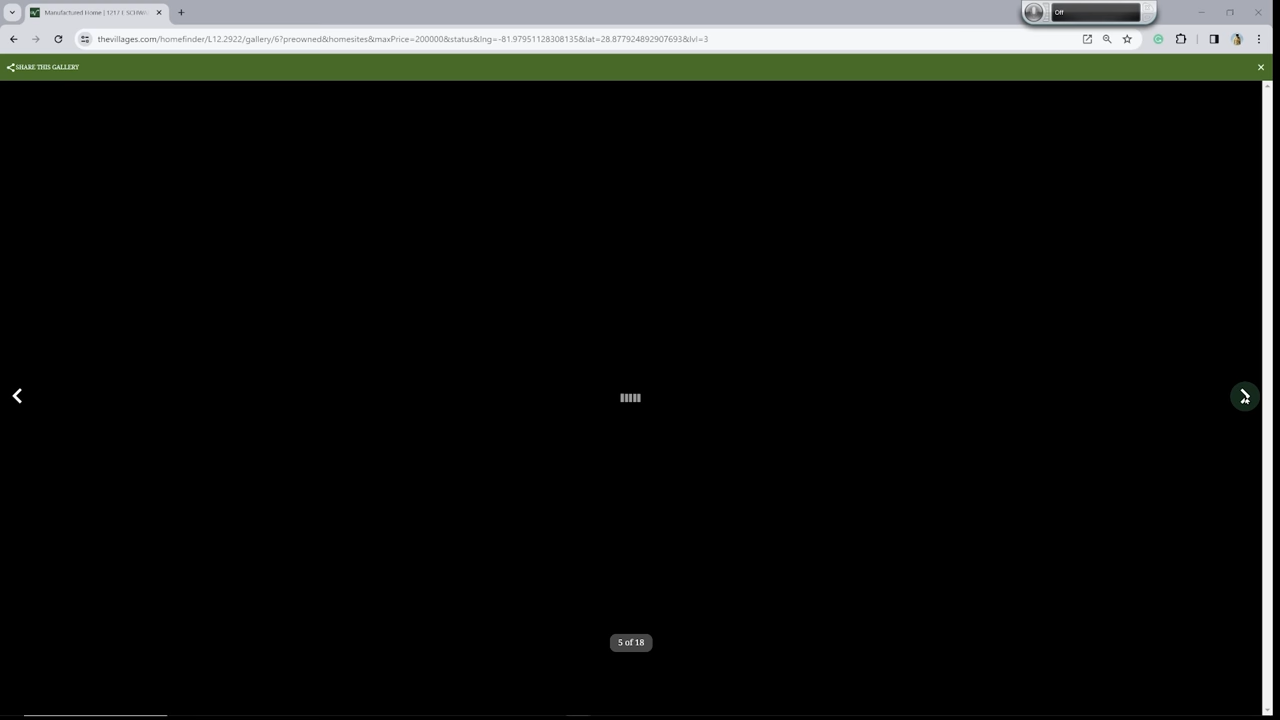 Manufactured Home | 1217 E SCHW
Off
thevillages.com/homefinder/L12.2922/gallery/6?preowned&homesites&maxPrice=200000&status&lng=-81.97951128308135&lat=28.877924892907693&lvl=3
SHARE THIS GALLERY
5 of 18